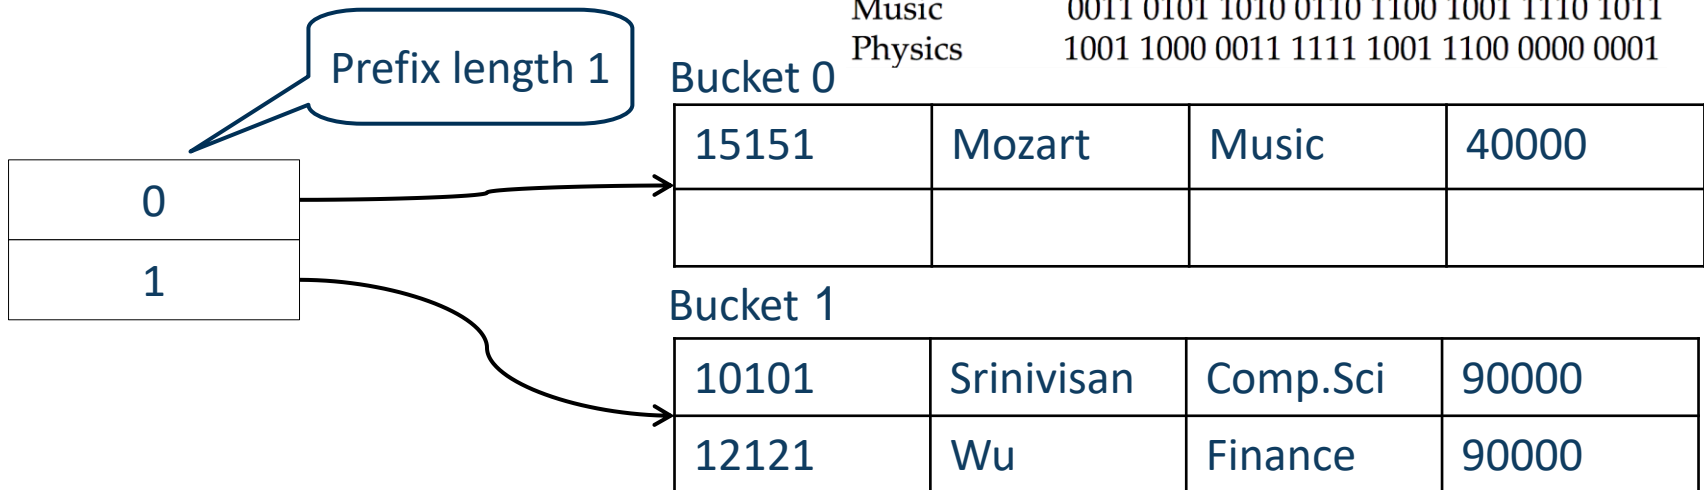 Music 0011 0101 1010 0110 1100 1001 1110 1011
Physics 1001 1000 0011 1111 1001 1100 0000 0001
Prefix length 1
Bucket 0
15151 Mozart Music 40000
0
1
Bucket 1
10101 Srinivisan Comp.Sci 90000
12121 Wu Finance 90000